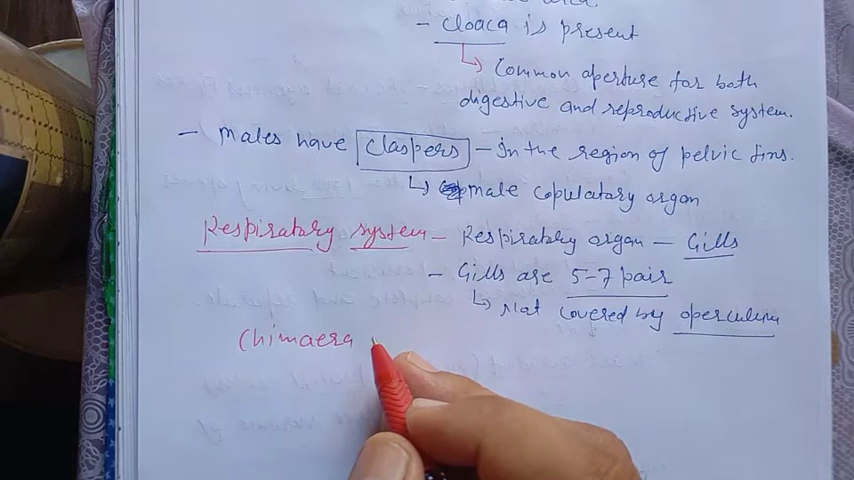 - Cloaca is present
Common aperture for both
digestive and reproductive system.
- Males have Claspers - In the region of pelvic fins.
male copulatory organ
Respiratory system - Respiratory organ - Gills
- Gills are 5-7 pair
Not covered by operculum
Chimaera